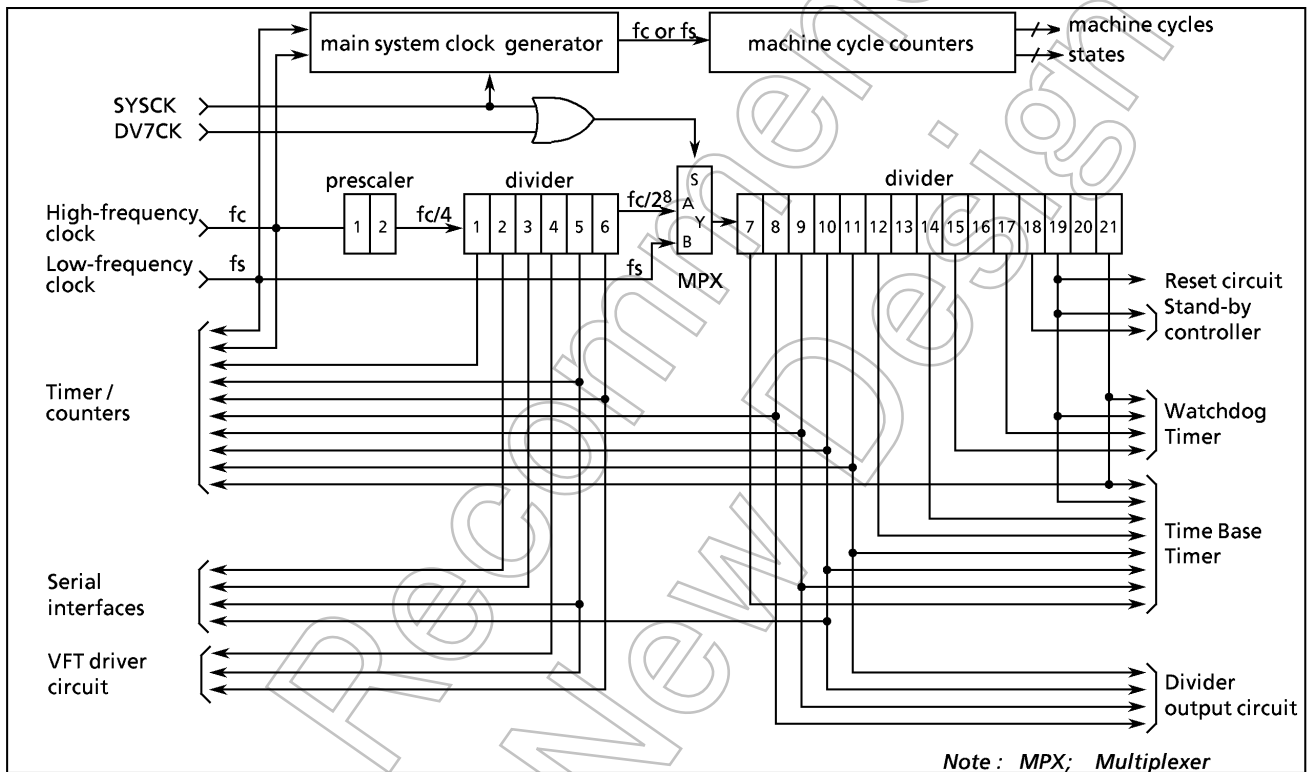 main system clock generator
fc or fs
machine cycle counters
machine cycles
states
SYSCK
DV7CK
prescaler
divider
divider
High-frequency
clock
fc
1 2
fc/4
1 2 3 4 5 6
fc/2⁸
S
A
Y
B
MPX
7 8 9 10 11 12 13 14 15 16 17 18 19 20 21
Low-frequency
clock
fs
fs
Reset circuit
Stand-by
controller
Timer /
counters
Watchdog
Timer
Time Base
Timer
Serial
interfaces
VFT driver
circuit
Divider
output circuit
Note : MPX; Multiplexer
Recommen
New Design